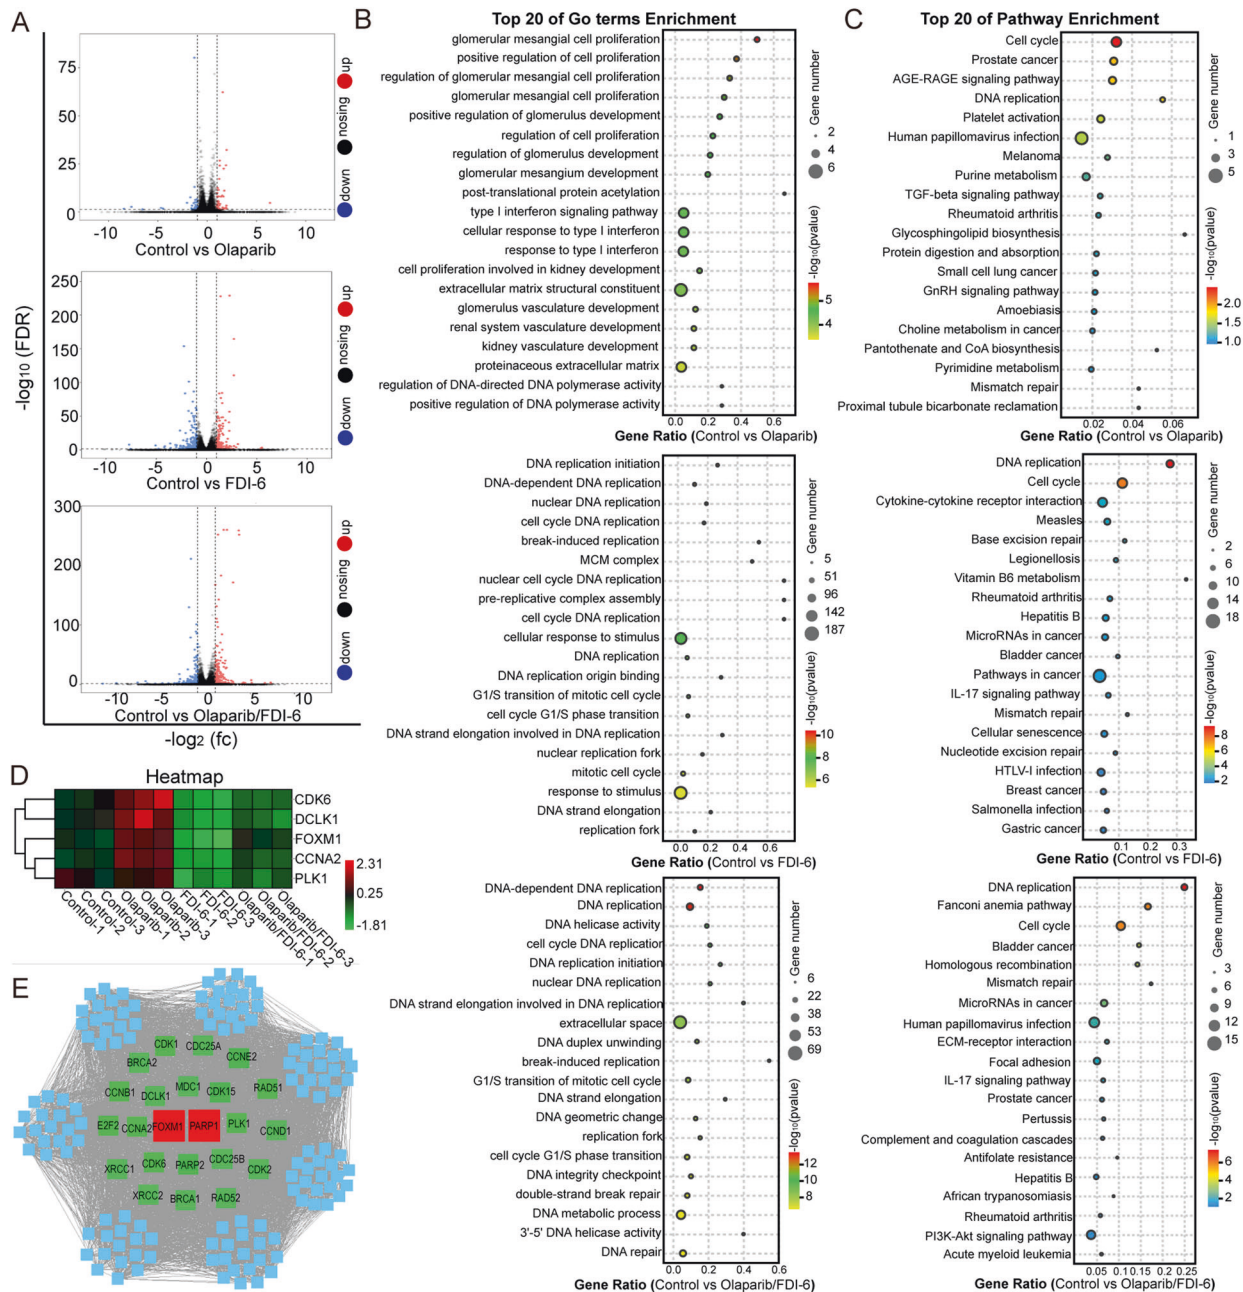 A
-log10 (FDR)
75
50
25
0
-10
-5
0
5
10
Control vs Olaparib
up
nosing
down
250
200
150
100
50
0
-10
-5
0
5
10
Control vs FDI-6
up
nosing
down
300
200
100
0
-10
-5
0
5
10
Control vs Olaparib/FDI-6
up
nosing
down
-log2 (fc)
B
Top 20 of Go terms Enrichment
glomerular mesangial cell proliferation
positive regulation of cell proliferation
regulation of glomerular mesangial cell proliferation
glomerular mesangial cell proliferation
positive regulation of glomerulus development
regulation of cell proliferation
regulation of glomerulus development
glomerular mesangium development
post-translational protein acetylation
type I interferon signaling pathway
cellular response to type I interferon
response to type I interferon
cell proliferation involved in kidney development
extracellular matrix structural constituent
glomerulus vasculature development
renal system vasculature development
kidney vasculature development
proteinaceous extracellular matrix
regulation of DNA-directed DNA polymerase activity
positive regulation of DNA polymerase activity
0.0 0.2 0.4 0.6
Gene Ratio (Control vs Olaparib)
Gene number
2
4
6
-log10(pvalue)
5
4
DNA replication initiation
DNA-dependent DNA replication
nuclear DNA replication
cell cycle DNA replication
break-induced replication
MCM complex
nuclear cell cycle DNA replication
pre-replicative complex assembly
cell cycle DNA replication
cellular response to stimulus
DNA replication
DNA replication origin binding
G1/S transition of mitotic cell cycle
cell cycle G1/S phase transition
DNA strand elongation involved in DNA replication
nuclear replication fork
mitotic cell cycle
response to stimulus
DNA strand elongation
replication fork
0.0 0.2 0.4 0.6
Gene Ratio (Control vs FDI-6)
Gene number
5
51
96
142
187
-log10(pvalue)
10
8
6
DNA-dependent DNA replication
DNA replication
DNA helicase activity
cell cycle DNA replication
DNA replication initiation
nuclear DNA replication
DNA strand elongation involved in DNA replication
extracellular space
DNA duplex unwinding
break-induced replication
G1/S transition of mitotic cell cycle
DNA strand elongation
DNA geometric change
replication fork
cell cycle G1/S phase transition
DNA integrity checkpoint
double-strand break repair
DNA metabolic process
3'-5' DNA helicase activity
DNA repair
0.0 0.2 0.4 0.6
Gene Ratio (Control vs Olaparib/FDI-6)
Gene number
6
22
38
53
69
-log10(pvalue)
12
10
8
C
Top 20 of Pathway Enrichment
Cell cycle
Prostate cancer
AGE-RAGE signaling pathway
DNA replication
Platelet activation
Human papillomavirus infection
Melanoma
Purine metabolism
TGF-beta signaling pathway
Rheumatoid arthritis
Glycosphingolipid biosynthesis
Protein digestion and absorption
Small cell lung cancer
GnRH signaling pathway
Amoebiasis
Choline metabolism in cancer
Pantothenate and CoA biosynthesis
Pyrimidine metabolism
Mismatch repair
Proximal tubule bicarbonate reclamation
0.02 0.04 0.06
Gene Ratio (Control vs Olaparib)
Gene number
1
3
5
-log10(pvalue)
2.0
1.5
1.0
DNA replication
Cell cycle
Cytokine-cytokine receptor interaction
Measles
Base excision repair
Legionellosis
Vitamin B6 metabolism
Rheumatoid arthritis
Hepatitis B
MicroRNAs in cancer
Bladder cancer
Pathways in cancer
IL-17 signaling pathway
Mismatch repair
Cellular senescence
Nucleotide excision repair
HTLV-I infection
Breast cancer
Salmonella infection
Gastric cancer
0.1 0.2 0.3
Gene Ratio (Control vs FDI-6)
Gene number
2
6
10
14
18
-log10(pvalue)
8
6
4
2
DNA replication
Fanconi anemia pathway
Cell cycle
Bladder cancer
Homologous recombination
Mismatch repair
MicroRNAs in cancer
Human papillomavirus infection
ECM-receptor interaction
Focal adhesion
IL-17 signaling pathway
Prostate cancer
Pertussis
Complement and coagulation cascades
Antifolate resistance
Hepatitis B
African trypanosomiasis
Rheumatoid arthritis
PI3K-Akt signaling pathway
Acute myeloid leukemia
0.05 0.10 0.15 0.20 0.25
Gene Ratio (Control vs Olaparib/FDI-6)
Gene number
3
6
9
12
15
-log10(pvalue)
6
4
2
D
Heatmap
CDK6
DCLK1
FOXM1
CCNA2
PLK1
Control-1
Control-2
Control-3
Olaparib-1
Olaparib-2
Olaparib-3
FDI-6-1
FDI-6-2
FDI-6-3
Olaparib/FDI-6-1
Olaparib/FDI-6-2
Olaparib/FDI-6-3
2.31
0.25
-1.81
E
CDK1
CDC25A
BRCA2
CCNE2
CCNB1
DCLK1
MDC1
CDK15
RAD51
E2F2
CCNA2
FOXM1
PARP1
PLK1
CCND1
XRCC1
CDK6
PARP2
CDC25B
CDK2
XRCC2
BRCA1
RAD52